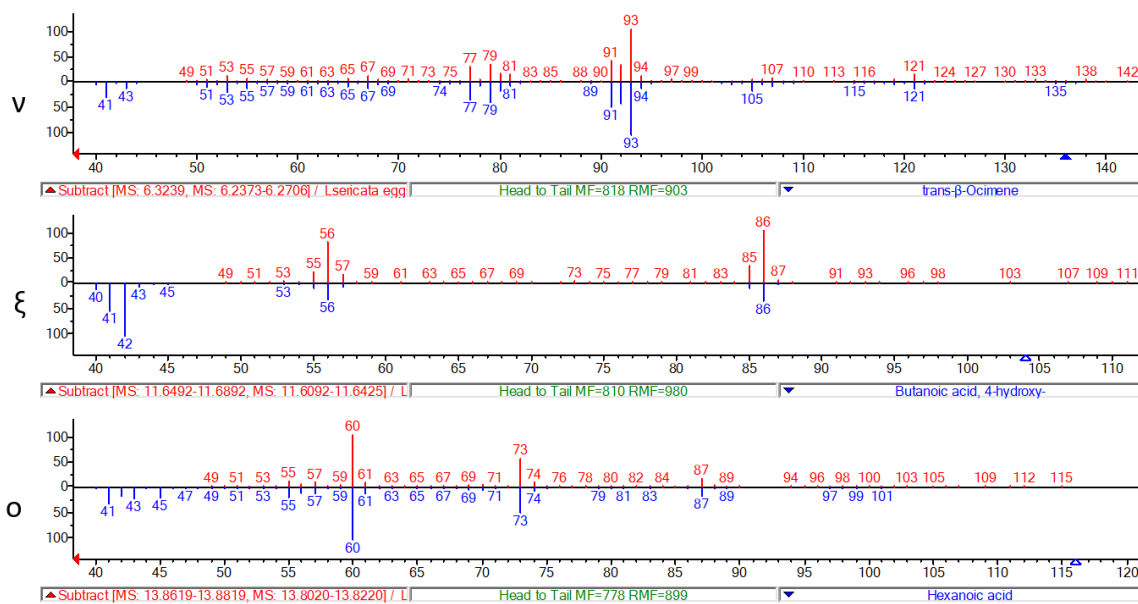 100
50
0
50
100
49 51 53 55 57 59 61 63 65 67 69 71 73 75 77 79 81 83 85 88 90 91 93 94 97 99 107 110 113 116 121 124 127 130 133 138 142
41 43 51 53 55 57 59 61 63 65 67 69 74 77 79 81 89 91 93 94 105 115 121 135
ν
40 50 60 70 80 90 100 110 120 130 140
Subtract [MS: 6.3239, MS: 6.2373-6.2706] / Lsericata egg
Head to Tail MF=818 RMF=903
trans-β-Ocimene
100
50
0
50
100
49 51 53 55 56 57 59 61 63 65 67 69 73 75 77 79 81 83 85 86 87 91 93 96 98 103 107 109 111
40 41 42 43 45 53 56 86
ξ
40 45 50 55 60 65 70 75 80 85 90 95 100 105 110
Subtract [MS: 11.6492-11.6892, MS: 11.6092-11.6425] / L
Head to Tail MF=810 RMF=980
Butanoic acid, 4-hydroxy-
100
50
0
50
100
49 51 53 55 57 59 60 61 63 65 67 69 71 73 74 76 78 80 82 84 87 89 94 96 98 100 103 105 109 112 115
41 43 45 47 49 51 53 55 57 59 60 61 63 65 67 69 71 73 74 79 81 83 87 89 97 99 101
ο
40 45 50 55 60 65 70 75 80 85 90 95 100 105 110 115 120
Subtract [MS: 13.8619-13.8819, MS: 13.8020-13.8220] / L
Head to Tail MF=778 RMF=899
Hexanoic acid